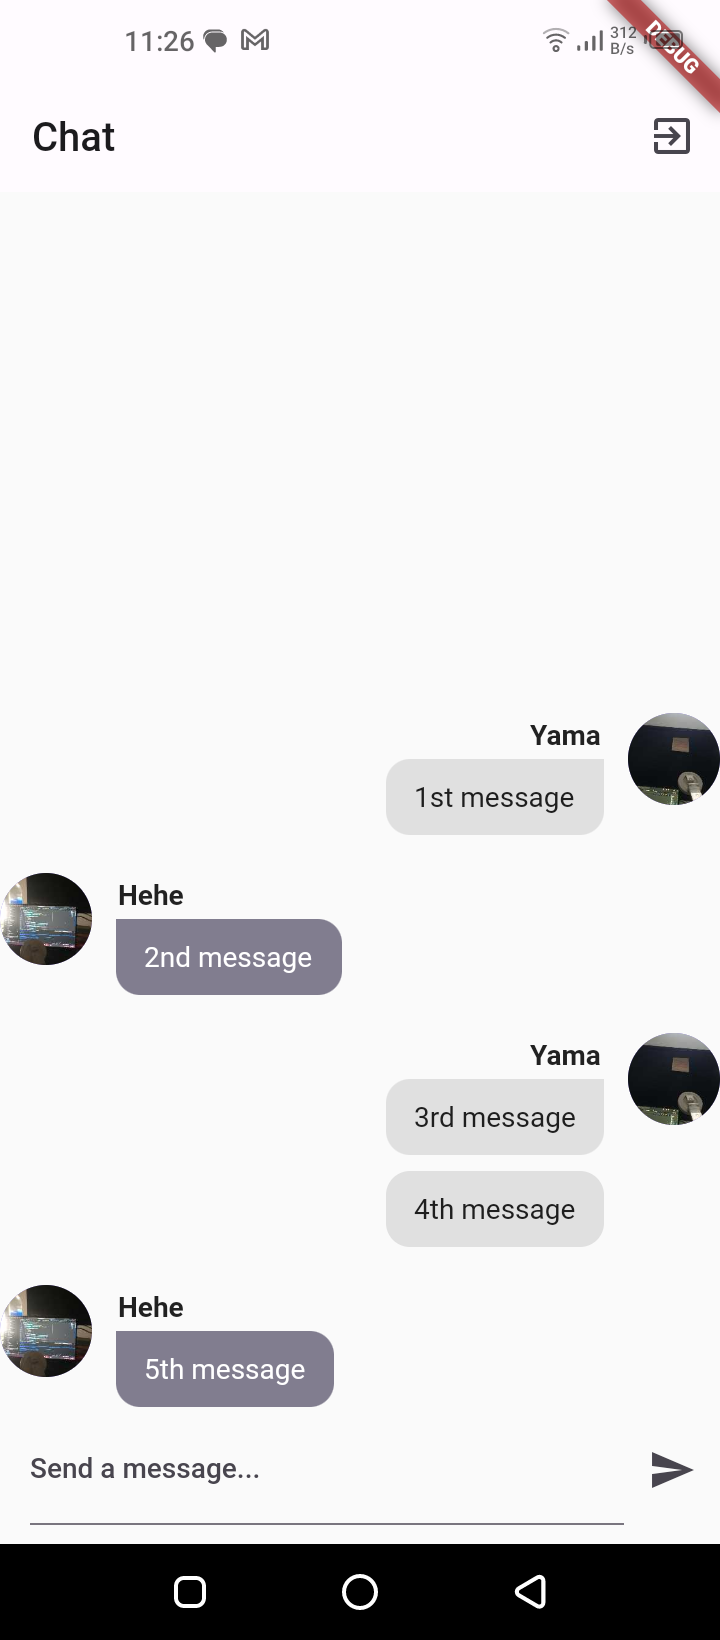 11:26
312
B/s
DEBUG
Chat
Yama
1st message
Hehe
2nd message
Yama
3rd message
4th message
Hehe
5th message
Send a message...